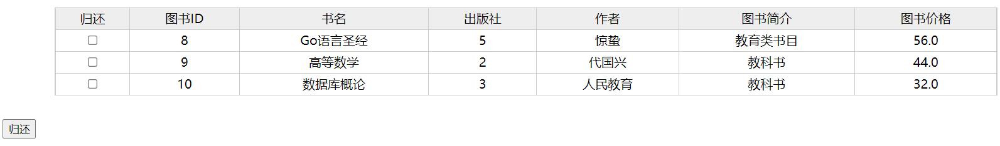 归还 图书ID 书名 出版社 作者 图书简介 图书价格
8 Go语言圣经 5 惊蛰 教育类书目 56.0
9 高等数学 2 代国兴 教科书 44.0
10 数据库概论 3 人民教育 教科书 32.0
归还